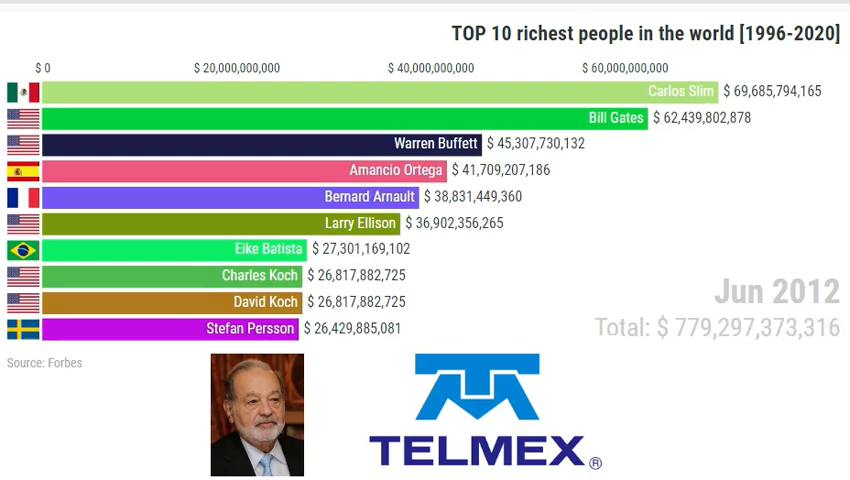 TOP 10 richest people in the world [1996-2020]
$ 0 $ 20,000,000,000 $ 40,000,000,000 $ 60,000,000,000
Carlos Slim $ 69,685,794,165
Bill Gates $ 62,439,802,878
Warren Buffett $ 45,307,730,132
Amancio Ortega $ 41,709,207,186
Bernard Arnault $ 38,831,449,360
Larry Ellison $ 36,902,356,265
Eike Batista $ 27,301,169,102
Charles Koch $ 26,817,882,725
David Koch $ 26,817,882,725
Stefan Persson $ 26,429,885,081
Jun 2012
Total: $ 779,297,373,316
Source: Forbes
TELMEX®